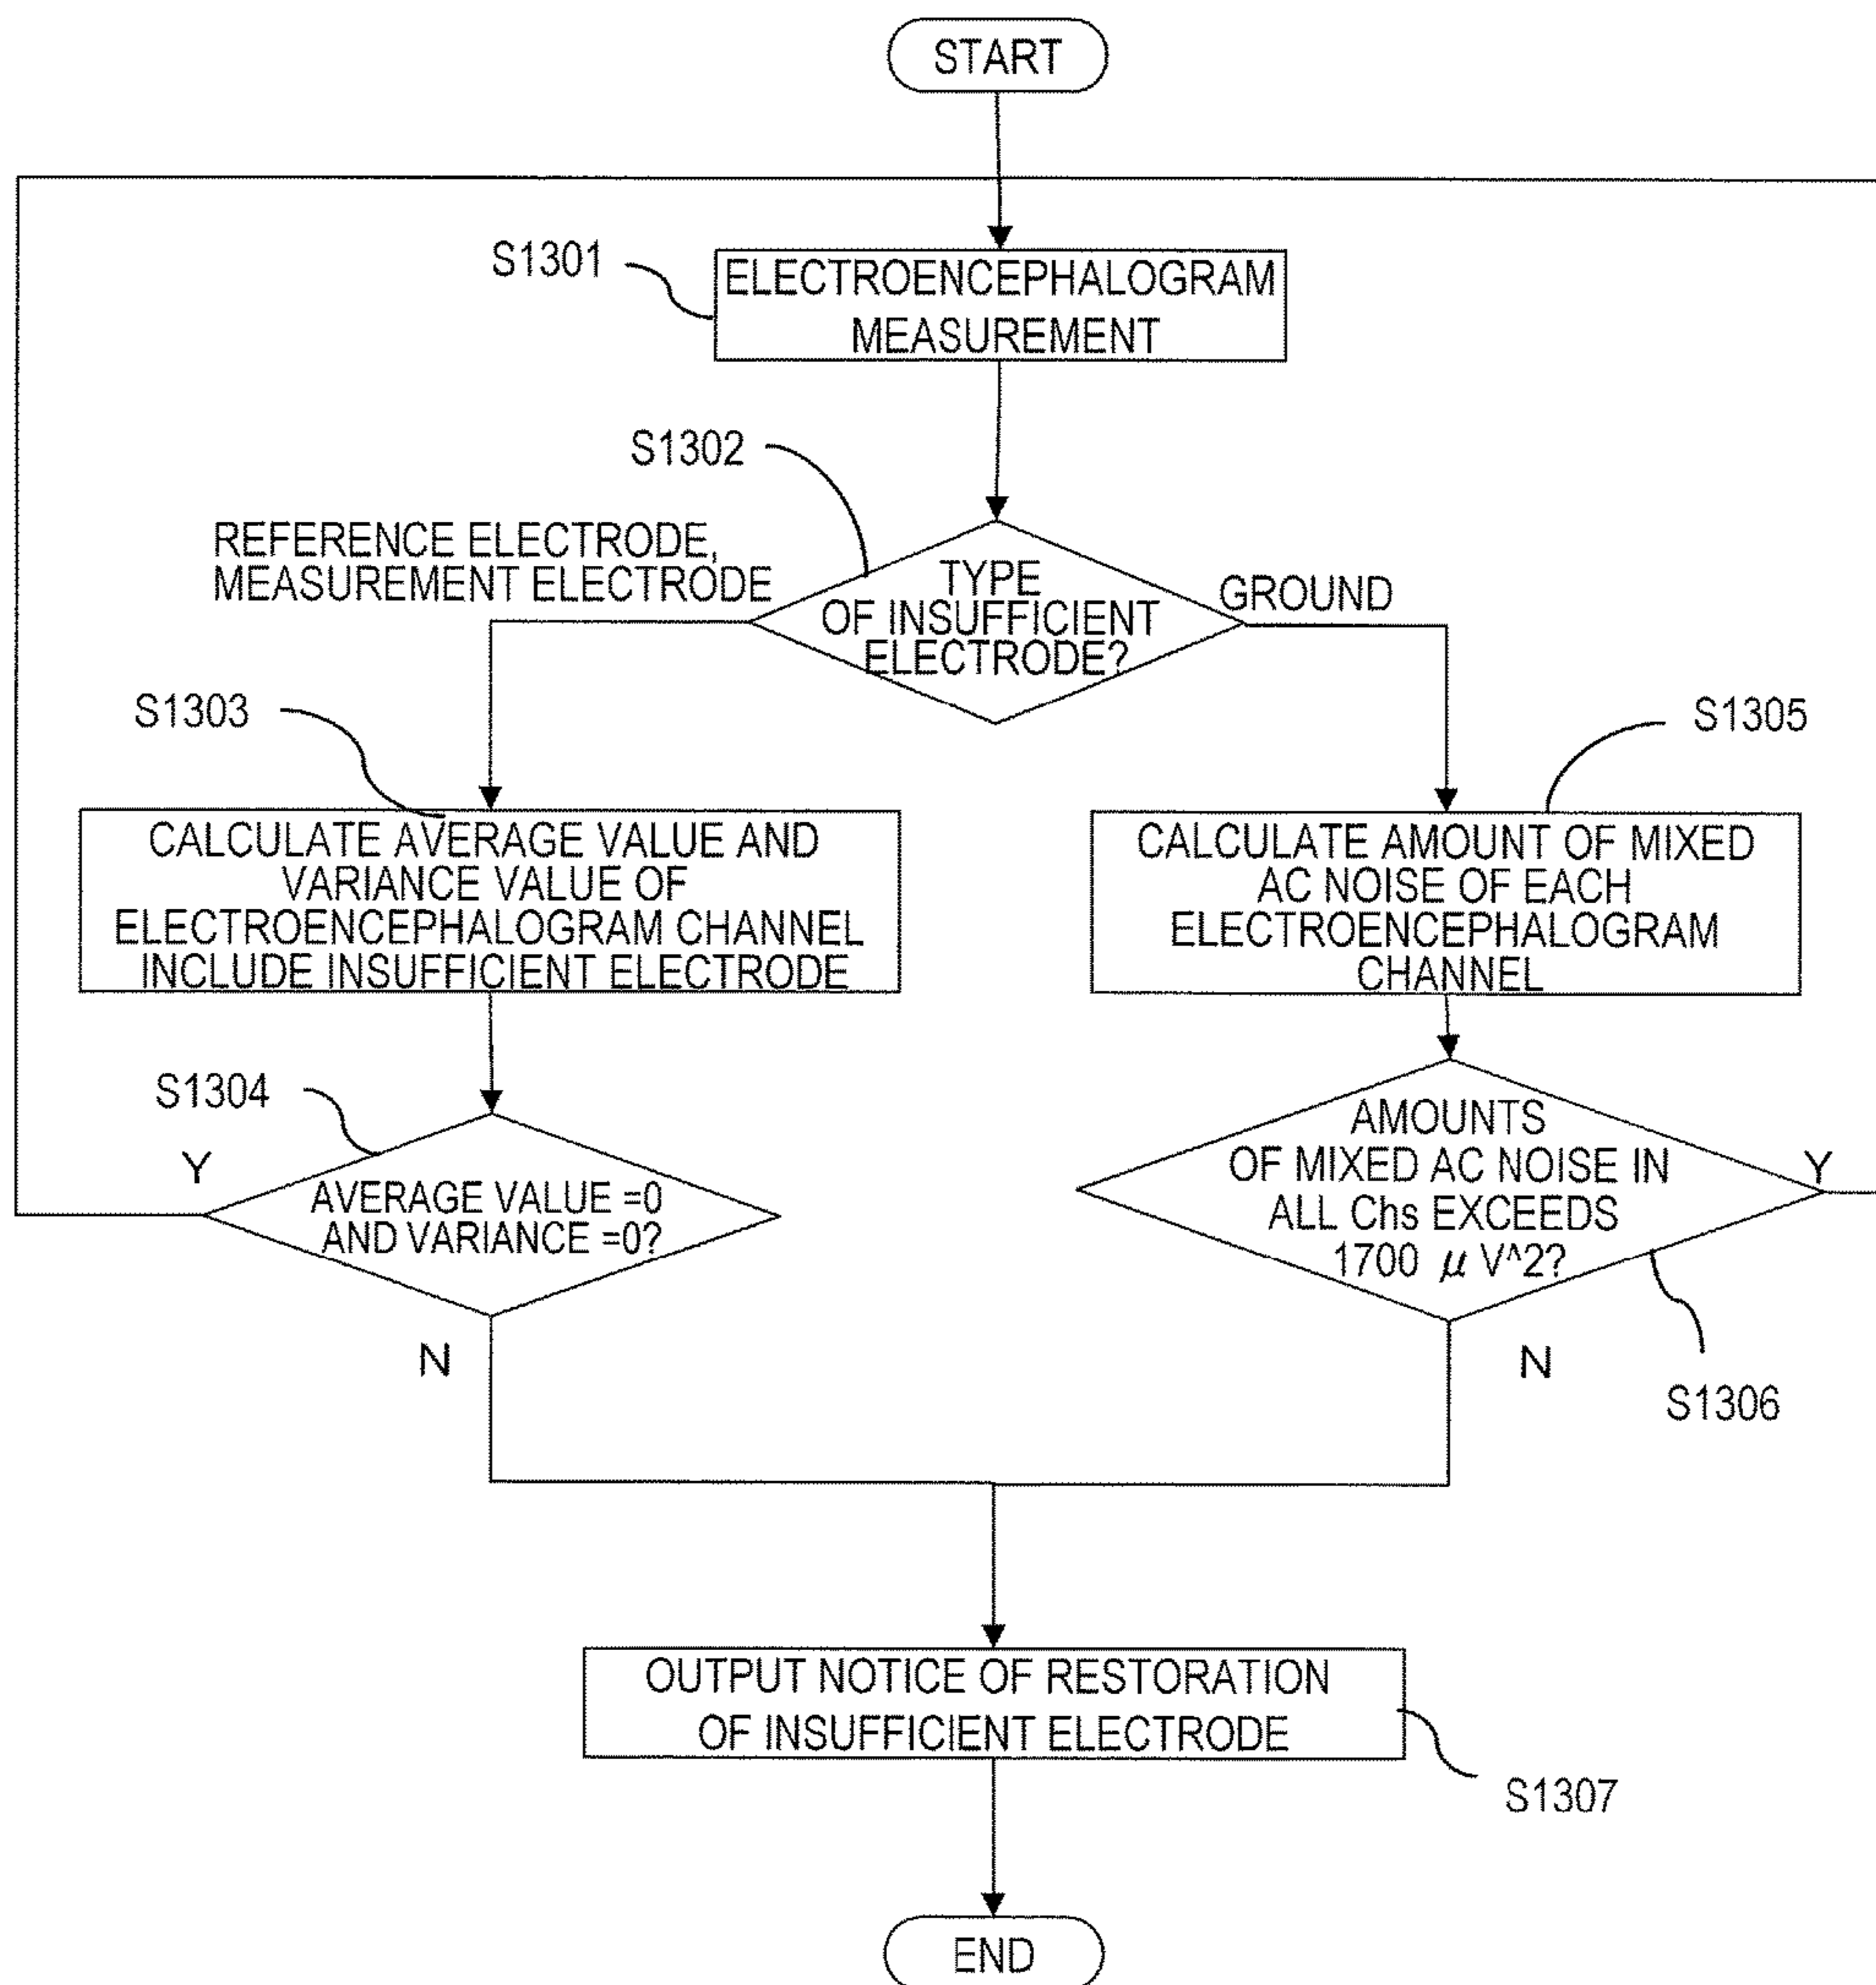 START
S1301
ELECTROENCEPHALOGRAM
MEASUREMENT
S1302
REFERENCE ELECTRODE,
MEASUREMENT ELECTRODE
TYPE
OF INSUFFICIENT
ELECTRODE?
GROUND
S1303
S1305
CALCULATE AVERAGE VALUE AND
VARIANCE VALUE OF
ELECTROENCEPHALOGRAM CHANNEL
INCLUDE INSUFFICIENT ELECTRODE
CALCULATE AMOUNT OF MIXED
AC NOISE OF EACH
ELECTROENCEPHALOGRAM
CHANNEL
S1304
Y
AVERAGE VALUE =0
AND VARIANCE =0?
N
AMOUNTS
OF MIXED AC NOISE IN
ALL Chs EXCEEDS
1700 μ V^2?
Y
N
S1306
OUTPUT NOTICE OF RESTORATION
OF INSUFFICIENT ELECTRODE
S1307
END